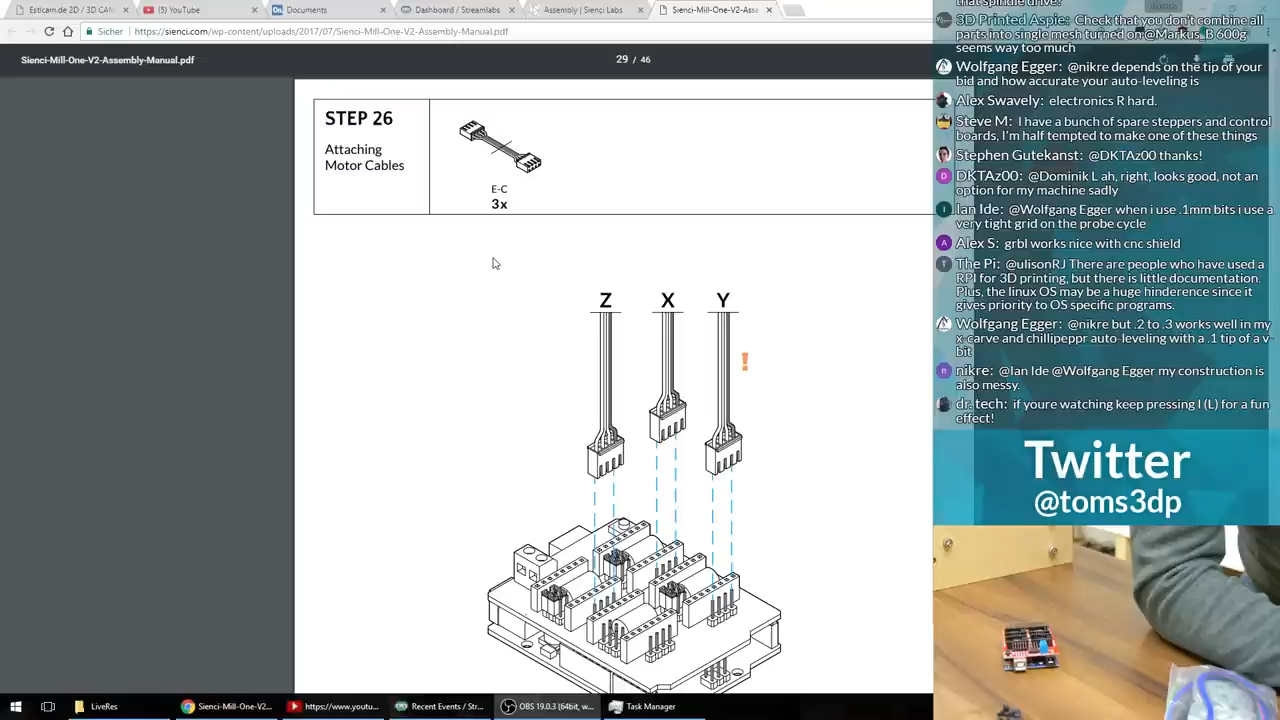 Estlcam.de 2D / 3D CAM
(5) YouTube
Documents
Dashboard / Streamlabs
Assembly | Sienci Labs
Sienci-Mill-One-V2-Asse
Sicher
https://sienci.com/wp-content/uploads/2017/07/Sienci-Mill-One-V2-Assembly-Manual.pdf
Sienci-Mill-One-V2-Assembly-Manual.pdf
29 / 46
STEP 26
Attaching
Motor Cables
E-C
3x
Z X Y
that spindle drive?
3D Printed Aspie: Check that you don't combine all
parts into single mesh turned on@Markus_B 600g
seems way too much
Wolfgang Egger: @nikre depends on the tip of your
bid and how accurate your auto-leveling is
Alex Swavely: electronics R hard.
Steve M: I have a bunch of spare steppers and control
boards, I'm half tempted to make one of these things
Stephen Gutekanst: @DKTAz00 thanks!
DKTAz00: @Dominik L ah, right, looks good, not an
option for my machine sadly
Ian Ide: @Wolfgang Egger when i use .1mm bits i use a
very tight grid on the probe cycle
Alex S: grbl works nice with cnc shield
The Pi: @ulisonRJ There are people who have used a
RPI for 3D printing, but there is little documentation.
Plus, the linux OS may be a huge hinderence since it
gives priority to OS specific programs.
Wolfgang Egger: @nikre but .2 to .3 works well in my
x-carve and chillipeppr auto-leveling with a .1 tip of a v-
bit
nikre: @Ian Ide @Wolfgang Egger my construction is
also messy.
dr. tech: if youre watching keep pressing l (L) for a fun
effect!
Twitter
@toms3dp
LiveRes
Sienci-Mill-One-V2...
https://www.youtu...
Recent Events / Str...
OBS 19.0.3 (64bit, w...
Task Manager